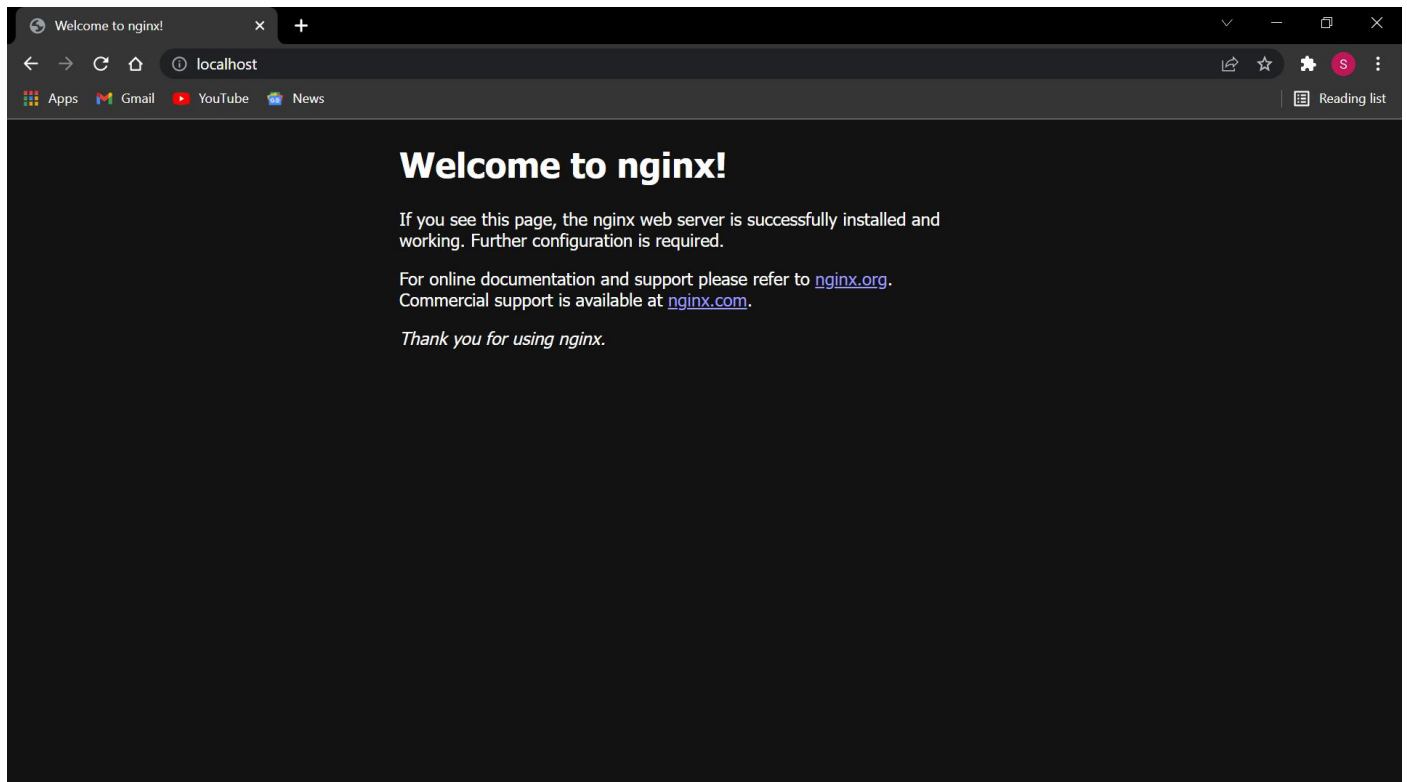 Welcome to nginx!
localhost
S
Apps Gmail YouTube News Reading list
Welcome to nginx!
If you see this page, the nginx web server is successfully installed and
working. Further configuration is required.
For online documentation and support please refer to nginx.org.
Commercial support is available at nginx.com.
Thank you for using nginx.